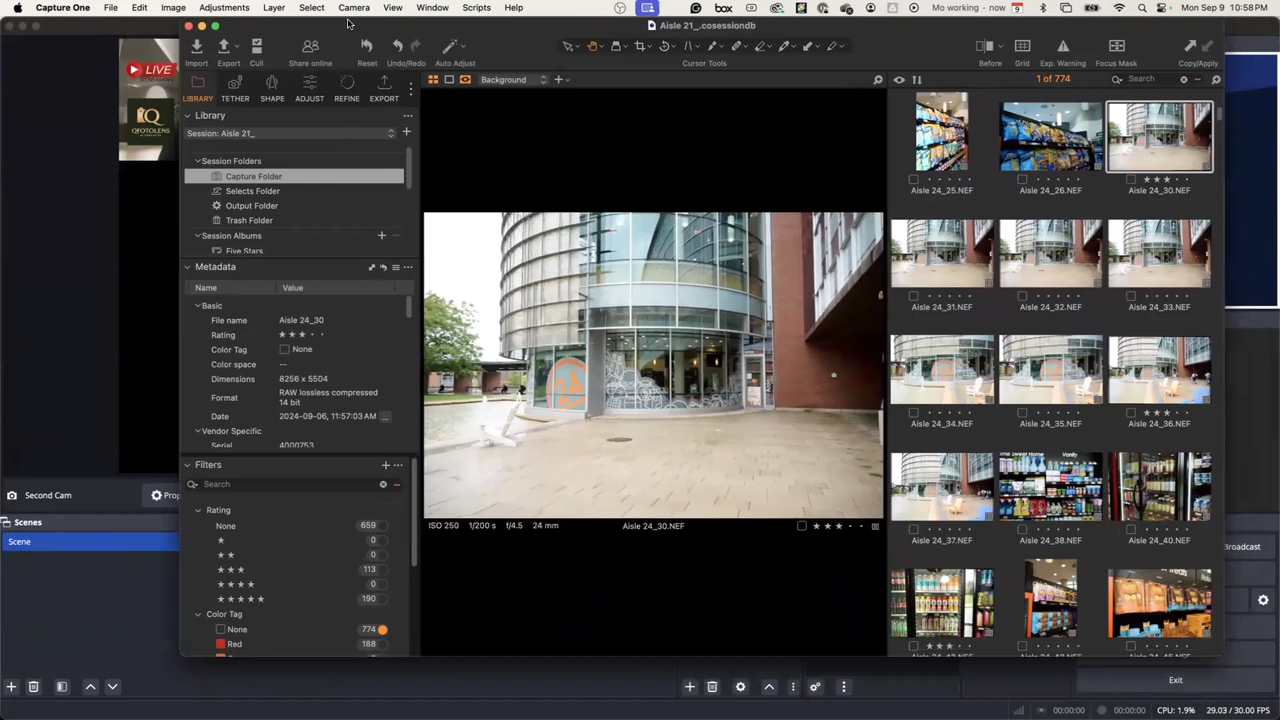 Capture One File Edit Image Adjustments Layer Select Camera View Window Scripts Help box Mon Sep 9 10:58 PM
Aisle 21_.cosessiondb
Import Export Cull Share online Reset Undo/Redo Auto Adjust Cursor Tools Before Grid Exp. Warning Focus Mask Copy/Apply
LIVE
QFOTOLENS
LIBRARY TETHER SHAPE ADJUST REFINE EXPORT
Library
Session: Aisle 21_
Session Folders
Capture Folder
Selects Folder
Output Folder
Trash Folder
Session Albums
Five Stars
Metadata
Name Value
Basic
File name Aisle 24_30
Rating
Color Tag None
Color space --
Dimensions 8256 x 5504
Format RAW lossless compressed
14 bit
Date 2024-09-06, 11:57:03 AM ...
Vendor Specific
Serial 4000753
Filters
Search
Rating
None 659
★ 0
★ ★ 0
★ ★ ★ 113
★ ★ ★ ★ 0
★ ★ ★ ★ ★ 190
Color Tag
None 774
Red 188
Background
ISO 250 1/200 s f/4.5 24 mm Aisle 24_30.NEF
1 of 774 Search
Aisle 24_25.NEF Aisle 24_26.NEF Aisle 24_30.NEF
Aisle 24_31.NEF Aisle 24_32.NEF Aisle 24_33.NEF
Aisle 24_34.NEF Aisle 24_35.NEF Aisle 24_36.NEF
Aisle 24_37.NEF Aisle 24_38.NEF Aisle 24_40.NEF
Second Cam Prop
Scenes
Scene
Broadcast
Exit
00:00:00 00:00:00 CPU: 1.9% 29.03 / 30.00 FPS